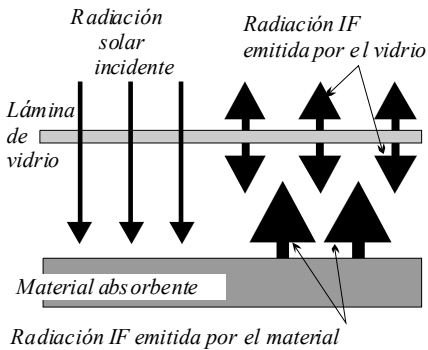 Radiación
solar
incidente
Radiación IF
emitida por el vidrio
Lámina
de
vidrio
Material absorbente
Radiación IF emitida por el material